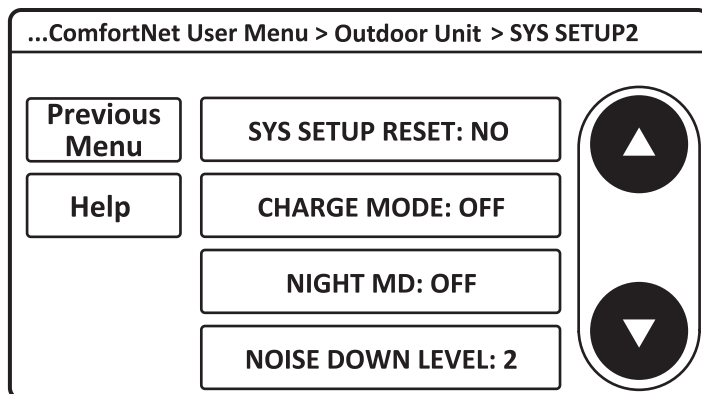 ...ComfortNet User Menu > Outdoor Unit > SYS SETUP2
Previous
Menu
SYS SETUP RESET: NO
Help
CHARGE MODE: OFF
NIGHT MD: OFF
NOISE DOWN LEVEL: 2